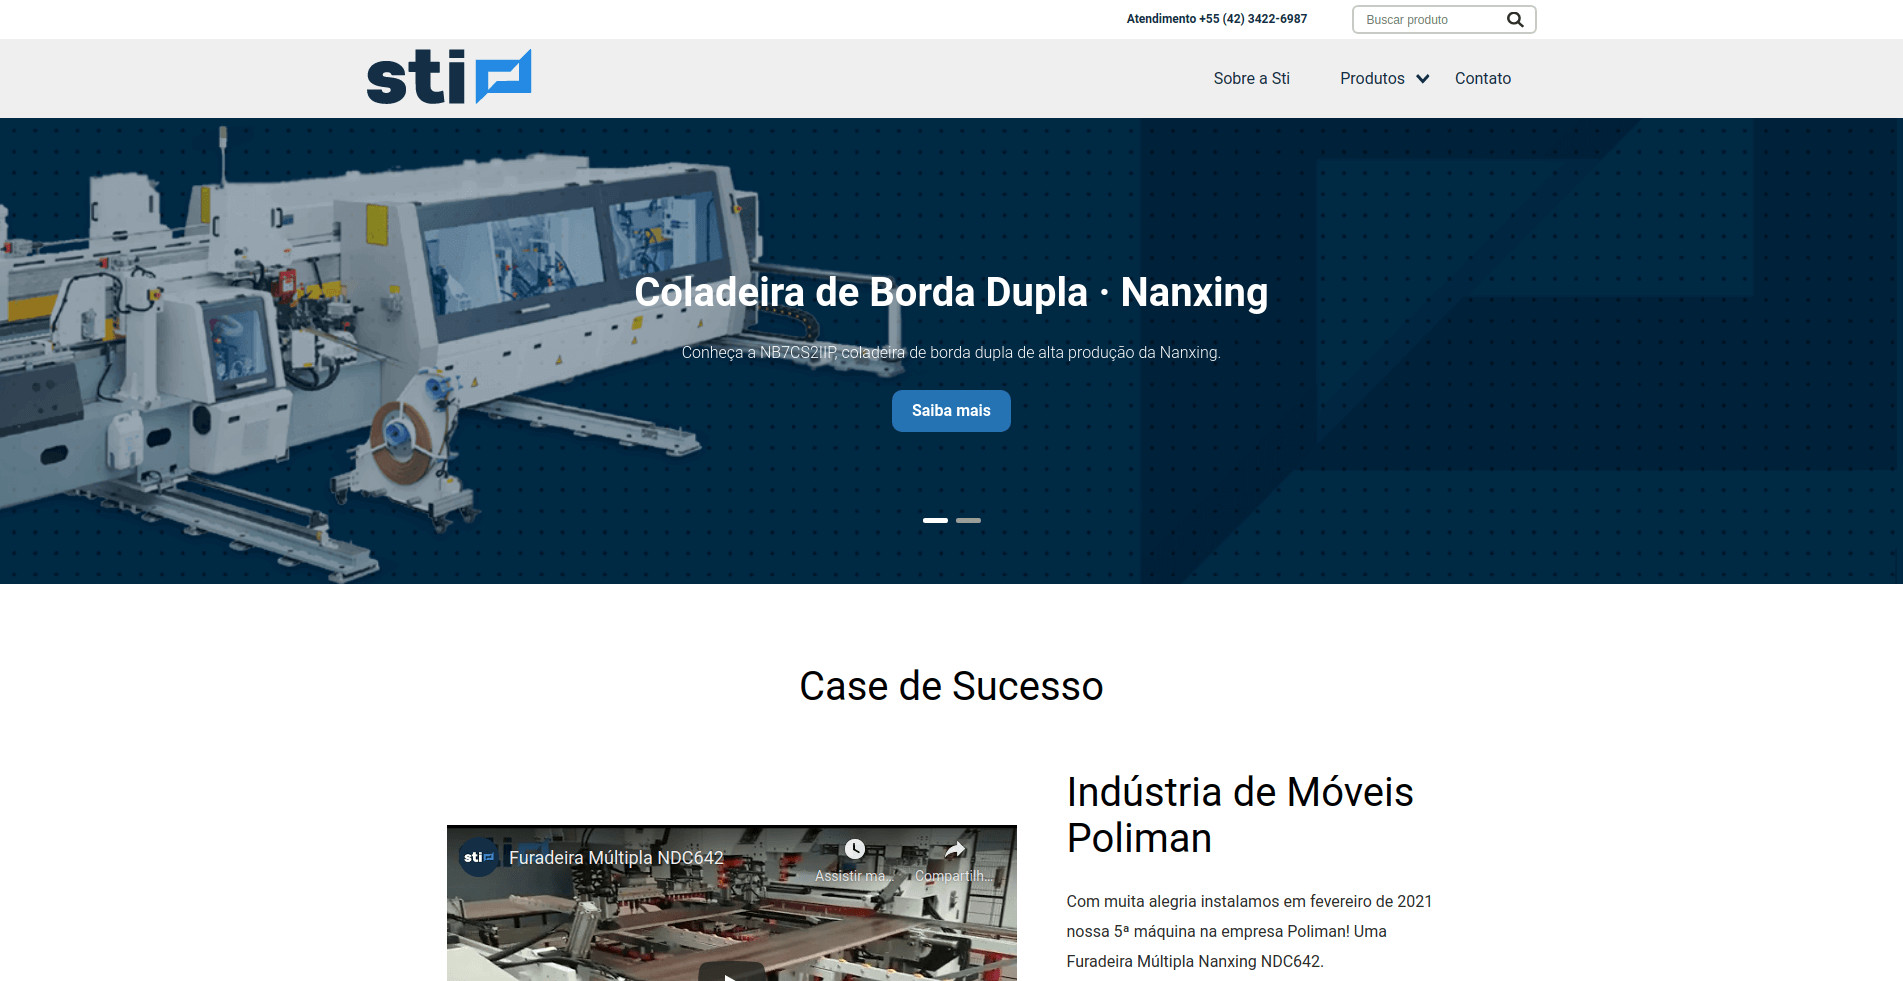 Atendimento +55 (42) 3422-6987
Buscar produto
sti
Sobre a Sti
Produtos
Contato
Coladeira de Borda Dupla · Nanxing
Conheça a NB7CS2IIP, coladeira de borda dupla de alta produção da Nanxing.
Saiba mais
Case de Sucesso
sti
Furadeira Múltipla NDC642
Assistir ma...
Compartilh...
Indústria de Móveis
Poliman
Com muita alegria instalamos em fevereiro de 2021
nossa 5ª máquina na empresa Poliman! Uma
Furadeira Múltipla Nanxing NDC642.